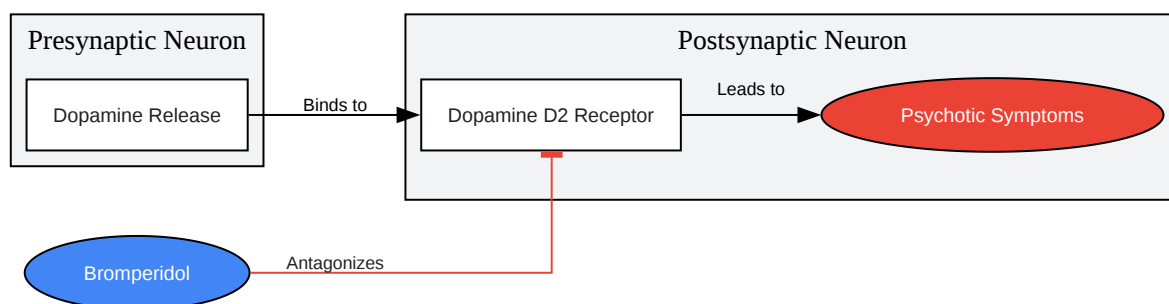 Presynaptic Neuron
Postsynaptic Neuron
Dopamine Release
Binds to
Dopamine D2 Receptor
Leads to
Psychotic Symptoms
Bromperidol
Antagonizes